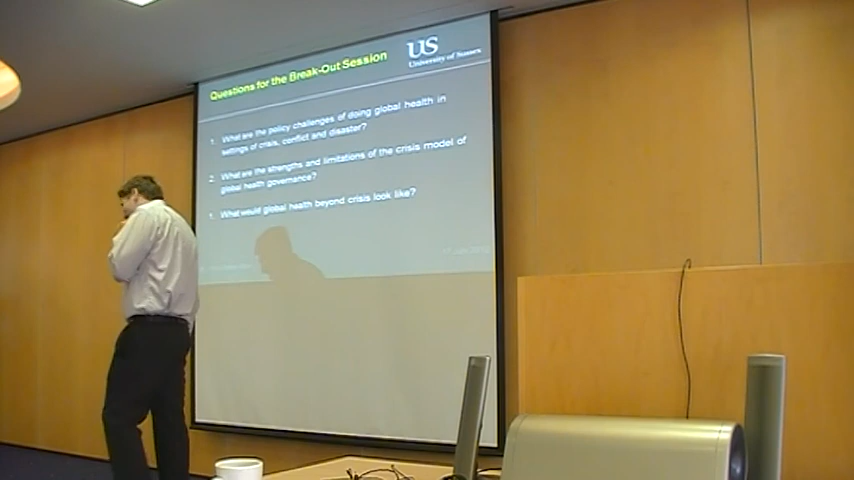 Questions for the Break-Out Session
US
University of Sussex
1. What are the policy challenges of doing global health in
settings of crisis, conflict and disaster?
2. What are the strengths and limitations of the crisis model of
global health governance?
What would global health beyond crisis look like?